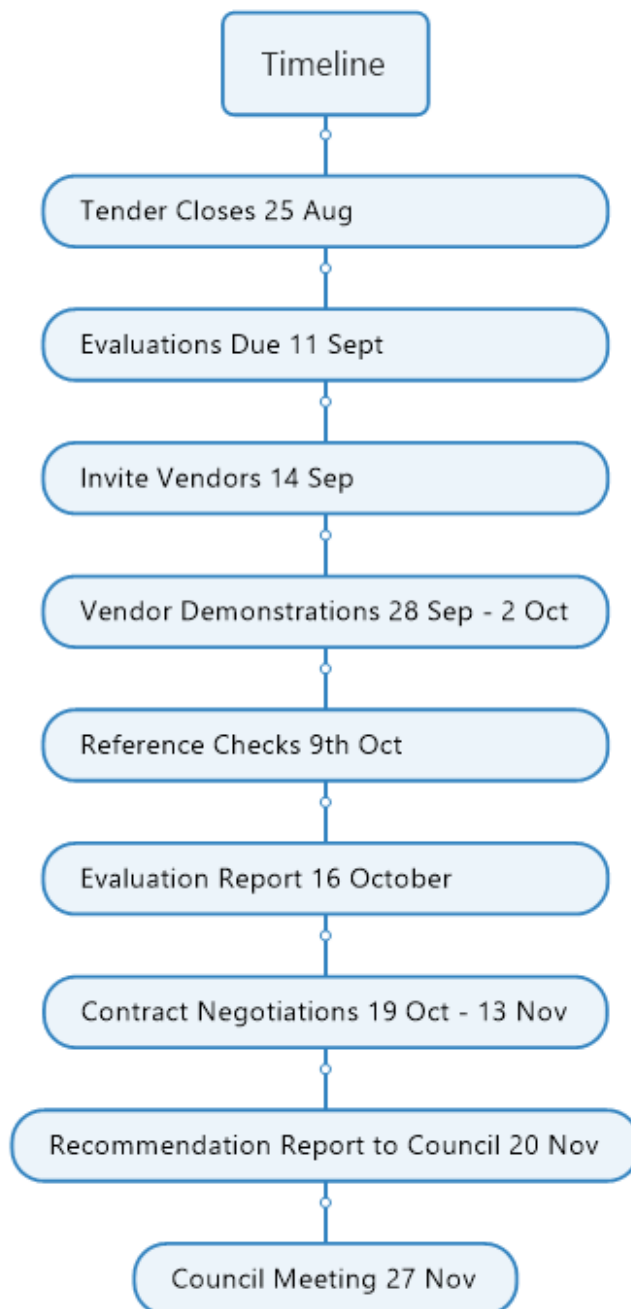 Timeline
Tender Closes 25 Aug
Evaluations Due 11 Sept
Invite Vendors 14 Sep
Vendor Demonstrations 28 Sep - 2 Oct
Reference Checks 9th Oct
Evaluation Report 16 October
Contract Negotiations 19 Oct - 13 Nov
Recommendation Report to Council 20 Nov
Council Meeting 27 Nov